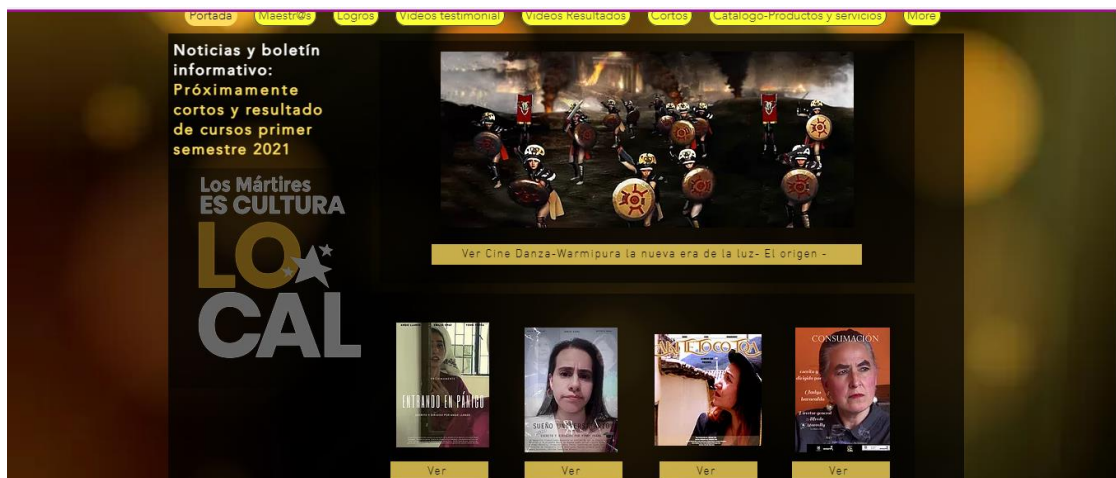 Portada
Maestr@s
Logros
Videos testimonial
Videos Resultados
Cortos
Catalogo-Productos y servicios
More
Noticias y boletín
informativo:
Próximamente
cortos y resultado
de cursos primer
semestre 2021
Los Mártires
ES CULTURA
LO
CAL
Ver Cine Danza-Warmipura la nueva era de la luz- El origen -
ENTRANDO EN PÁNICO
SUEÑO
CONSUMACIÓN
Ver
Ver
Ver
Ver